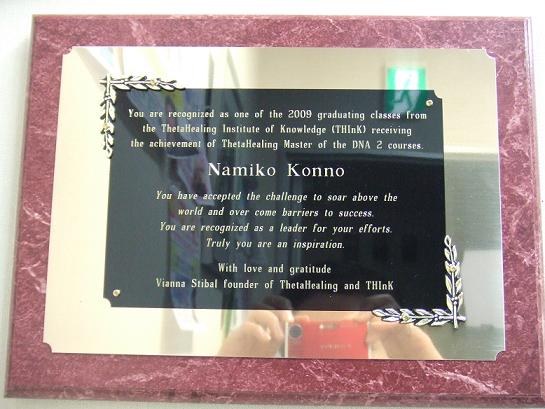 You are recognized as one of the 2009 graduating classes from
the ThetaHealing Institute of Knowledge (THInK) receiving
the achievement of ThetaHealing Master of the DNA 2 courses.
Namiko Konno
You have accepted the challenge to soar above the
world and over come barriers to success.
You are recognized as a leader for your efforts.
Truly you are an inspiration.
With love and gratitude
Vianna Stibal founder of ThetaHealing and THInK